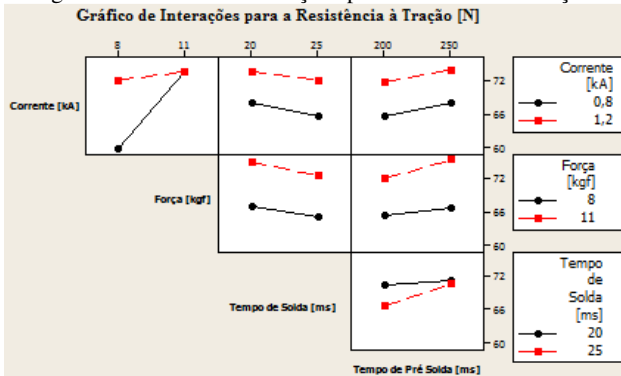 Gráfico de Interações para a Resistência à Tração [N]
8 11 20 25 200 250
Corrente [kA]
72
66
60
Corrente
[kA]
0,8
1,2
Força [kgf]
72
66
60
Força
[kgf]
8
11
Tempo de Solda [ms]
72
66
60
Tempo
de
Solda
[ms]
20
25
Tempo de Pré Solda [ms]